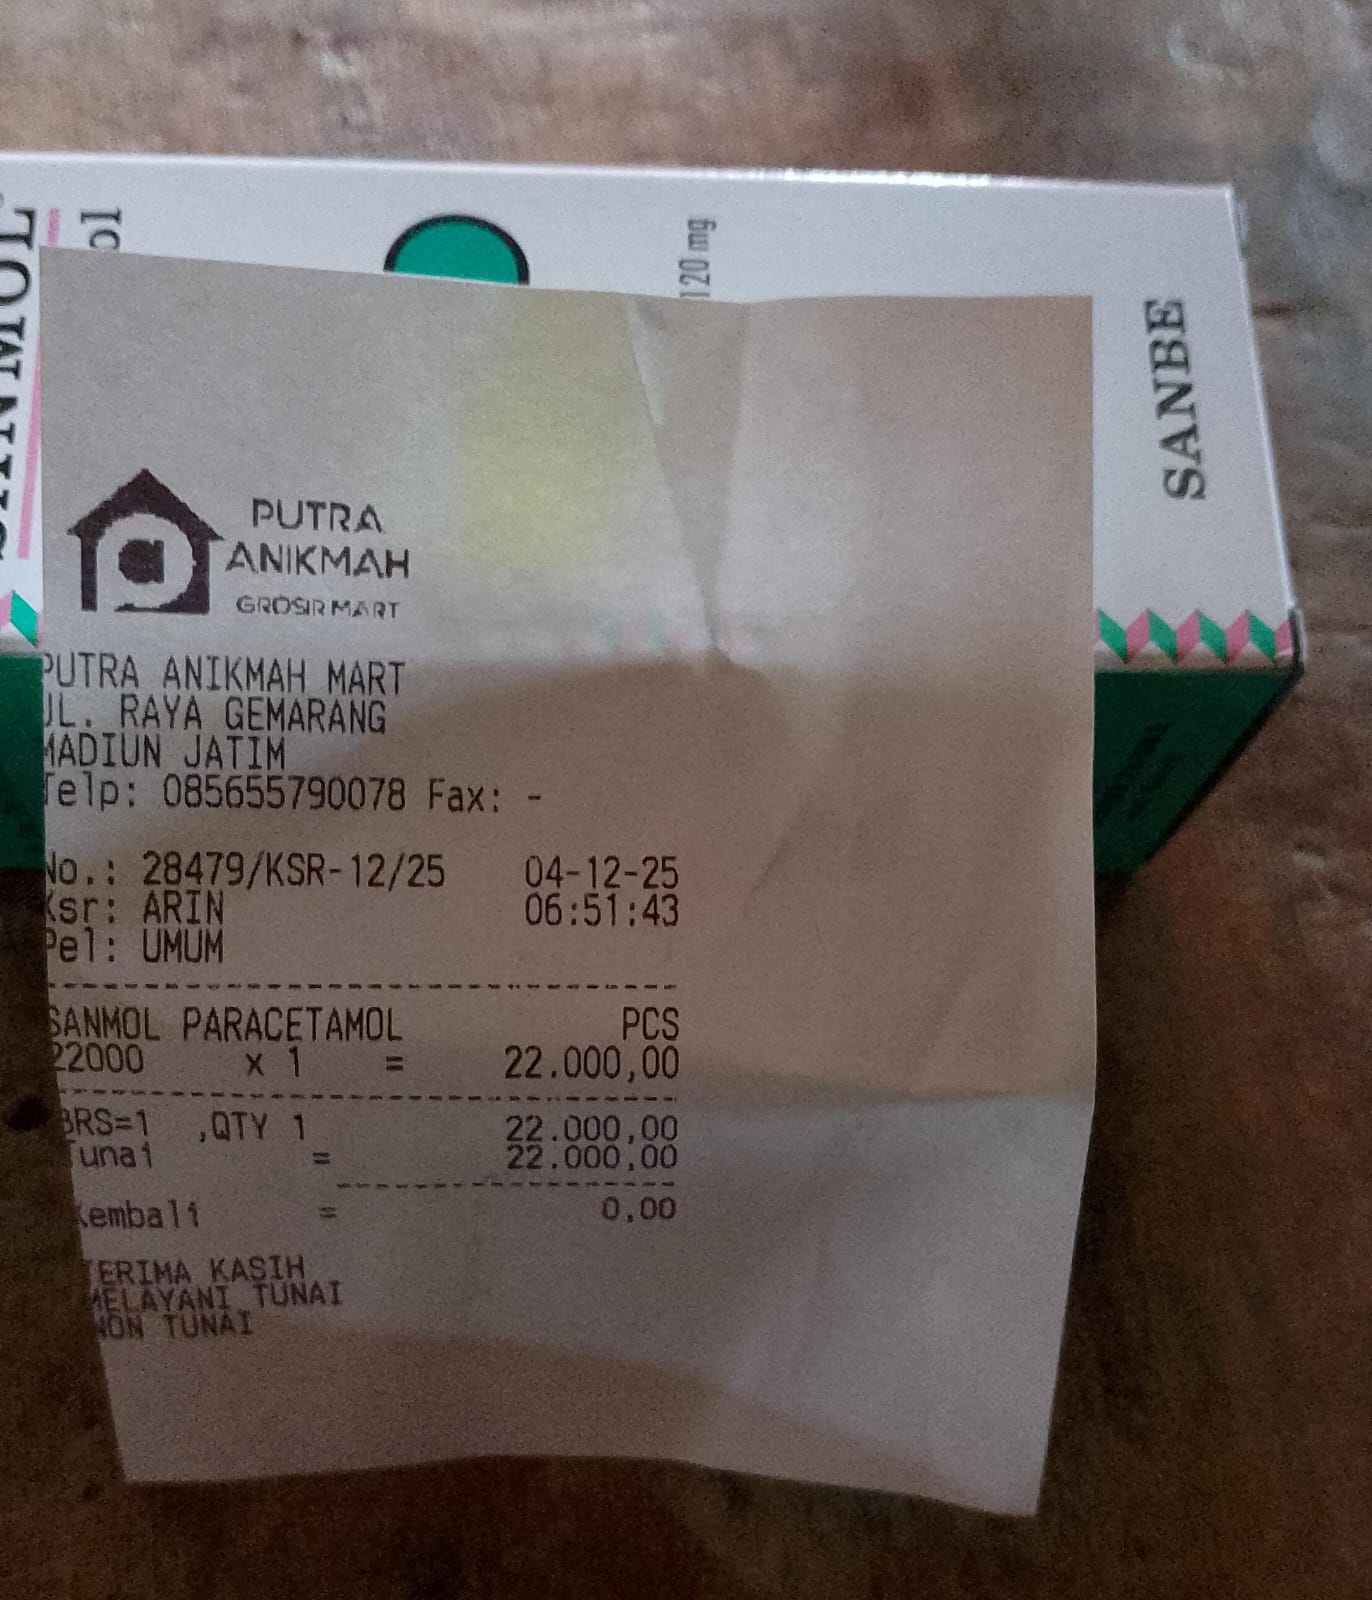 ol
120 mg
SANBE
PUTRA
ANIKMAH
GROSIR MART
PUTRA ANIKMAH MART
JL. RAYA GEMARANG
MADIUN JATIM
Telp: 085655790078 Fax: -
No.: 28479/KSR-12/25 04-12-25
Ksr: ARIN 06:51:43
Pel: UMUM
SANMOL PARACETAMOL PCS
22000 x 1 = 22.000,00
BRS=1 ,QTY 1 22.000,00
Tunai = 22.000,00
Kembali = 0,00
TERIMA KASIH
MELAYANI TUNAI
NON TUNAI